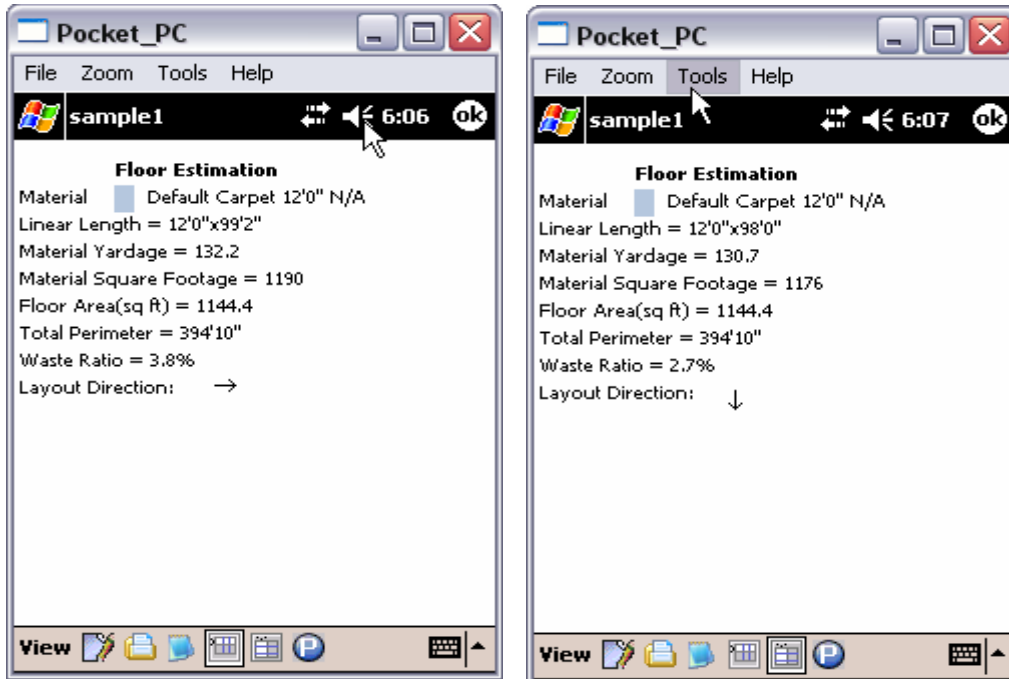 Pocket_PC
File Zoom Tools Help
sample1 6:06 ok
Floor Estimation
Material Default Carpet 12'0" N/A
Linear Length = 12'0"x99'2"
Material Yardage = 132.2
Material Square Footage = 1190
Floor Area(sq ft) = 1144.4
Total Perimeter = 394'10"
Waste Ratio = 3.8%
Layout Direction: →
View P
Pocket_PC
File Zoom Tools Help
sample1 6:07 ok
Floor Estimation
Material Default Carpet 12'0" N/A
Linear Length = 12'0"x98'0"
Material Yardage = 130.7
Material Square Footage = 1176
Floor Area(sq ft) = 1144.4
Total Perimeter = 394'10"
Waste Ratio = 2.7%
Layout Direction: ↓
View P